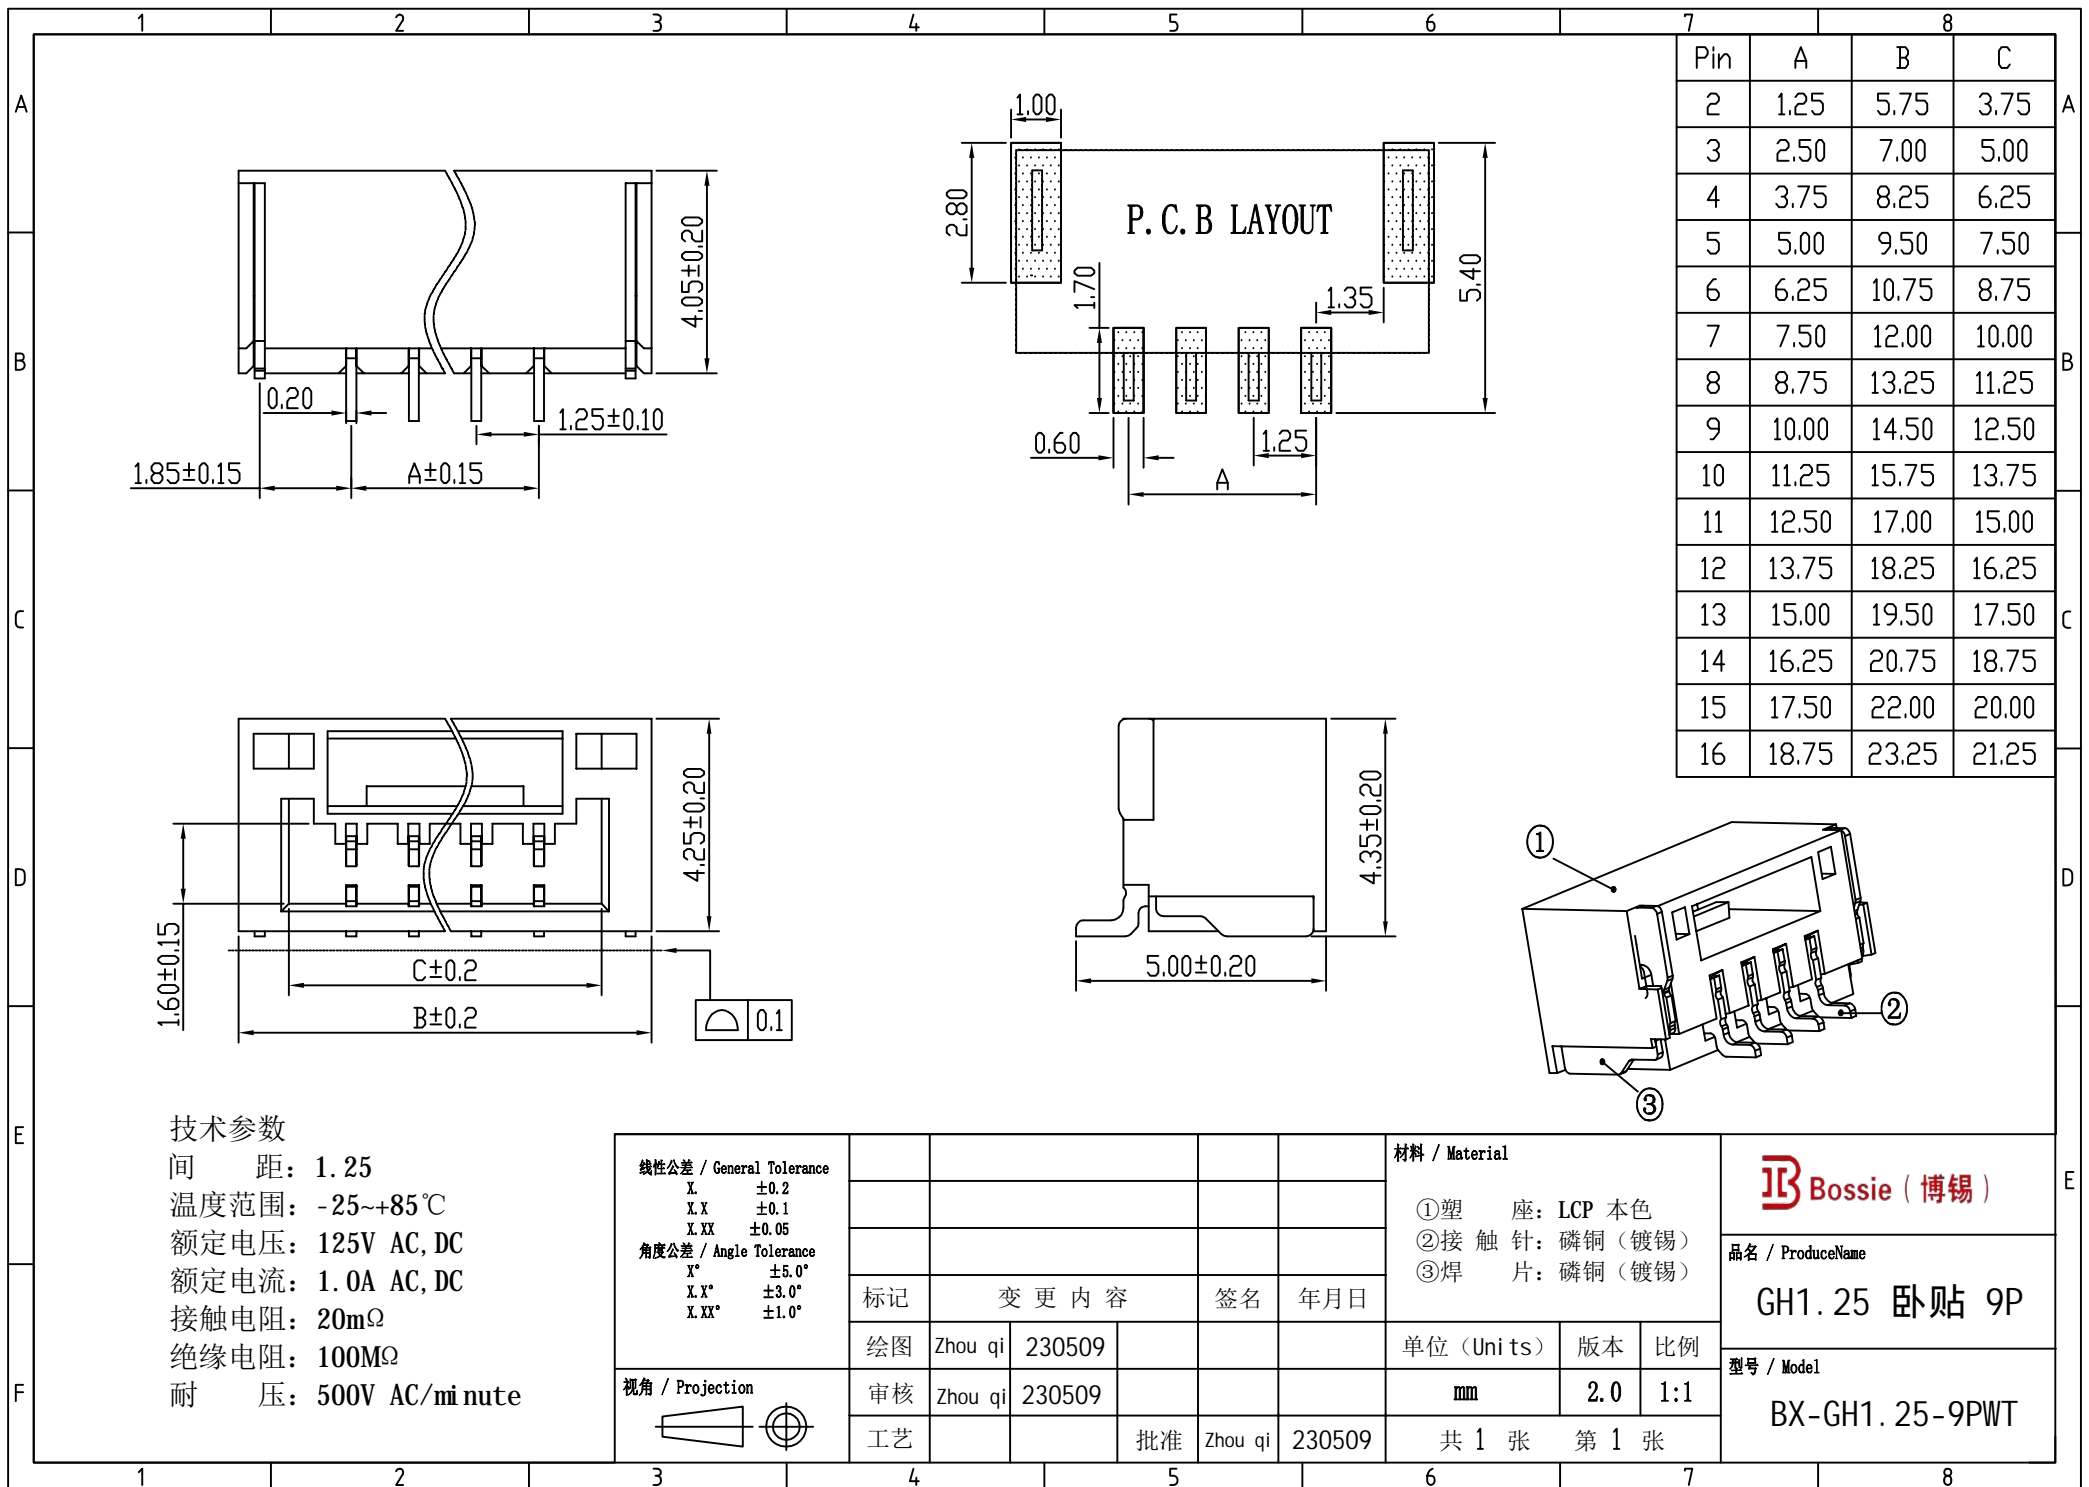 1 2 3 4 5 6 7 8
A B C D E F
A B C D E
Pin A B C
2 1.25 5.75 3.75
3 2.50 7.00 5.00
4 3.75 8.25 6.25
5 5.00 9.50 7.50
6 6.25 10.75 8.75
7 7.50 12.00 10.00
8 8.75 13.25 11.25
9 10.00 14.50 12.50
10 11.25 15.75 13.75
11 12.50 17.00 15.00
12 13.75 18.25 16.25
13 15.00 19.50 17.50
14 16.25 20.75 18.75
15 17.50 22.00 20.00
16 18.75 23.25 21.25
4.05±0.20
0.20
1.25±0.10
1.85±0.15
A±0.15
1.00
2.80
P.C.B LAYOUT
1.70
1.35
5.40
0.60
1.25
A
4.25±0.20
1.60±0.15
C±0.2
B±0.2
0.1
4.35±0.20
5.00±0.20
①
②
③
技术参数
间 距: 1.25
温度范围: -25~+85℃
额定电压: 125V AC,DC
额定电流: 1.0A AC,DC
接触电阻: 20mΩ
绝缘电阻: 100MΩ
耐 压: 500V AC/minute
线性公差 / General Tolerance
X. ±0.2
X.X ±0.1
X.XX ±0.05
角度公差 / Angle Tolerance
X° ±5.0°
X.X° ±3.0°
X.XX° ±1.0°
视角 / Projection
标记 变 更 内 容 签名 年月日
绘图 Zhou qi 230509
审核 Zhou qi 230509
工艺 批准 Zhou qi 230509
材料 / Material
①塑 座: LCP 本色
②接 触 针: 磷铜（镀锡）
③焊 片: 磷铜（镀锡）
单位（Units） 版本 比例
mm 2.0 1:1
共 1 张 第 1 张
Bossie（博锡）
品名 / ProduceName
GH1.25 卧贴 9P
型号 / Model
BX-GH1.25-9PWT
1 2 3 4 5 6 7 8